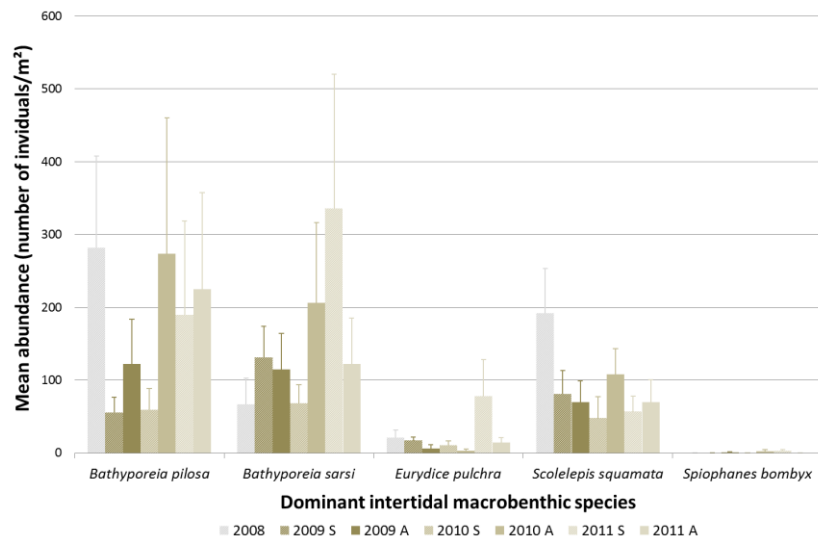 600
500
400
300
200
100
0
Mean abundance (number of inviduals/m²)
Bathyporeia pilosa Bathyporeia sarsi Eurydice pulchra Scolelepis squamata Spiophanes bombyx
Dominant intertidal macrobenthic species
2008 2009 S 2009 A 2010 S 2010 A 2011 S 2011 A